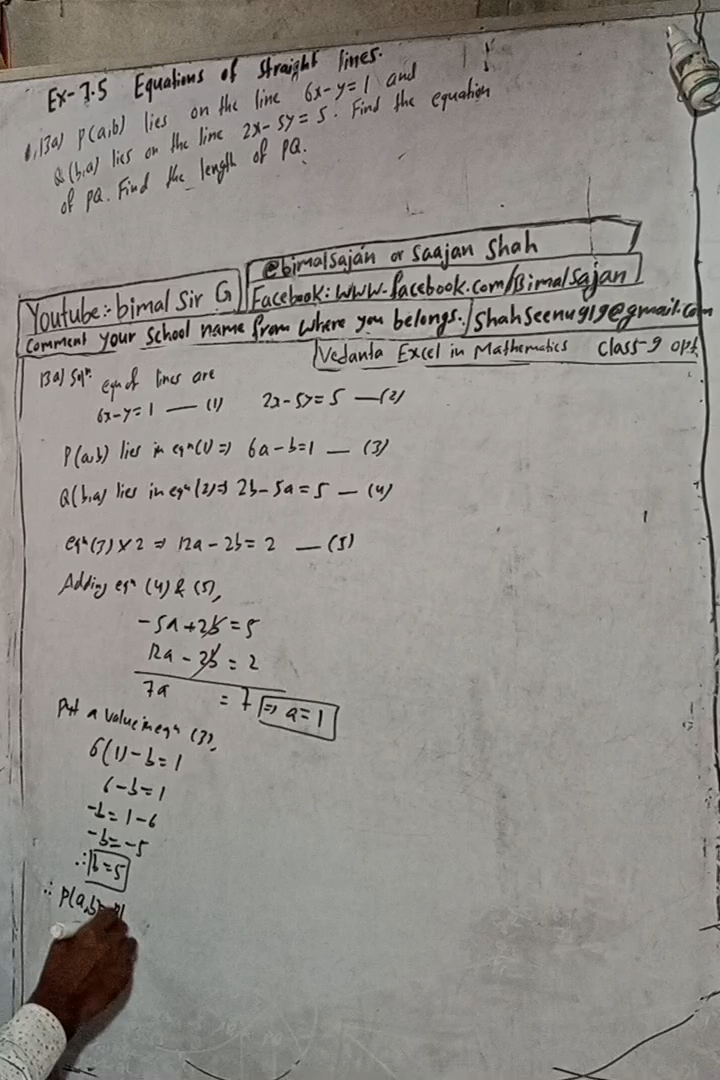 Ex-7.5 Equations of Straight lines.
13a) P(a,b) lies on the line 6x-y=1 and
Q(b,a) lies on the line 2x-5y=5. Find the equation
of PQ. Find the length of PQ.
@bimalsajan or Saajan Shah
Youtube:- bimal Sir G
Facebook: www.facebook.com/Bimalsajan
Comment your School name from where you belongs. / Shahseenu919@gmail.com
Vedanta Excel in Mathematics Class-9 opt
13a) Solⁿ. eqn of lines are
6x-y=1 — (1) 2x-5y=5 — (2)
P(a,b) lies in eqⁿ(1) ⇒ 6a-b=1 — (3)
Q(b,a) lies in eqⁿ(2) ⇒ 2b-5a=5 — (4)
eqⁿ(3)×2 ⇒ 12a-2b=2 — (5)
Adding eqⁿ (4) & (5),
-5a+2b=5
12a-2b=2
7a = 7 ⇒ a=1
Put a value in eqⁿ (3),
6(1)-b=1
6-b=1
-b=1-6
-b=-5
∴ b=5
∴ P(a,b)=